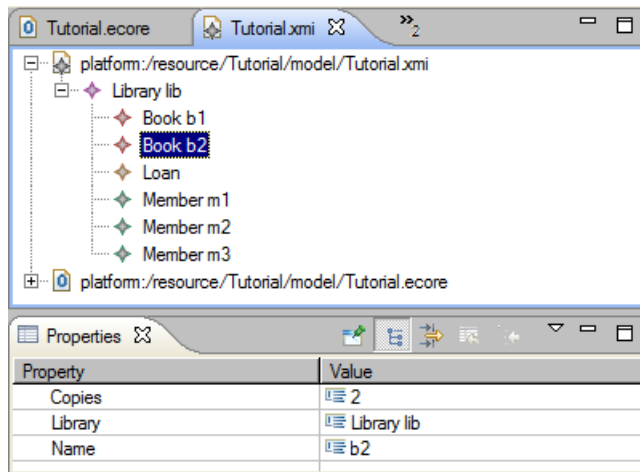 Tutorial.ecore Tutorial.xmi »2
platform:/resource/Tutorial/model/Tutorial.xmi
Library lib
Book b1
Book b2
Loan
Member m1
Member m2
Member m3
platform:/resource/Tutorial/model/Tutorial.ecore
Properties
Property Value
Copies 2
Library Library lib
Name b2